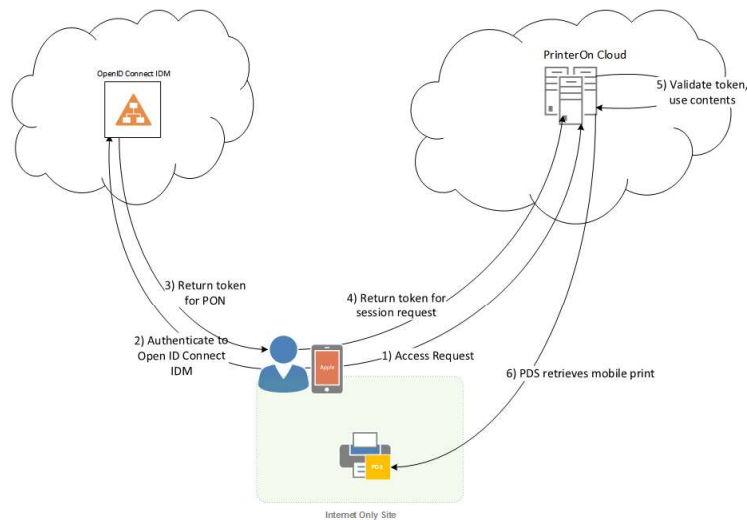 OpenID Connect IDM
PrinterOn Cloud
5) Validate token,
use contents
3) Return token
for PON
4) Return token for
session request
2) Authenticate to
Open ID Connect
IDM
1) Access Request
Apple
6) PDS retrieves mobile print
PDS
Internet Only Site